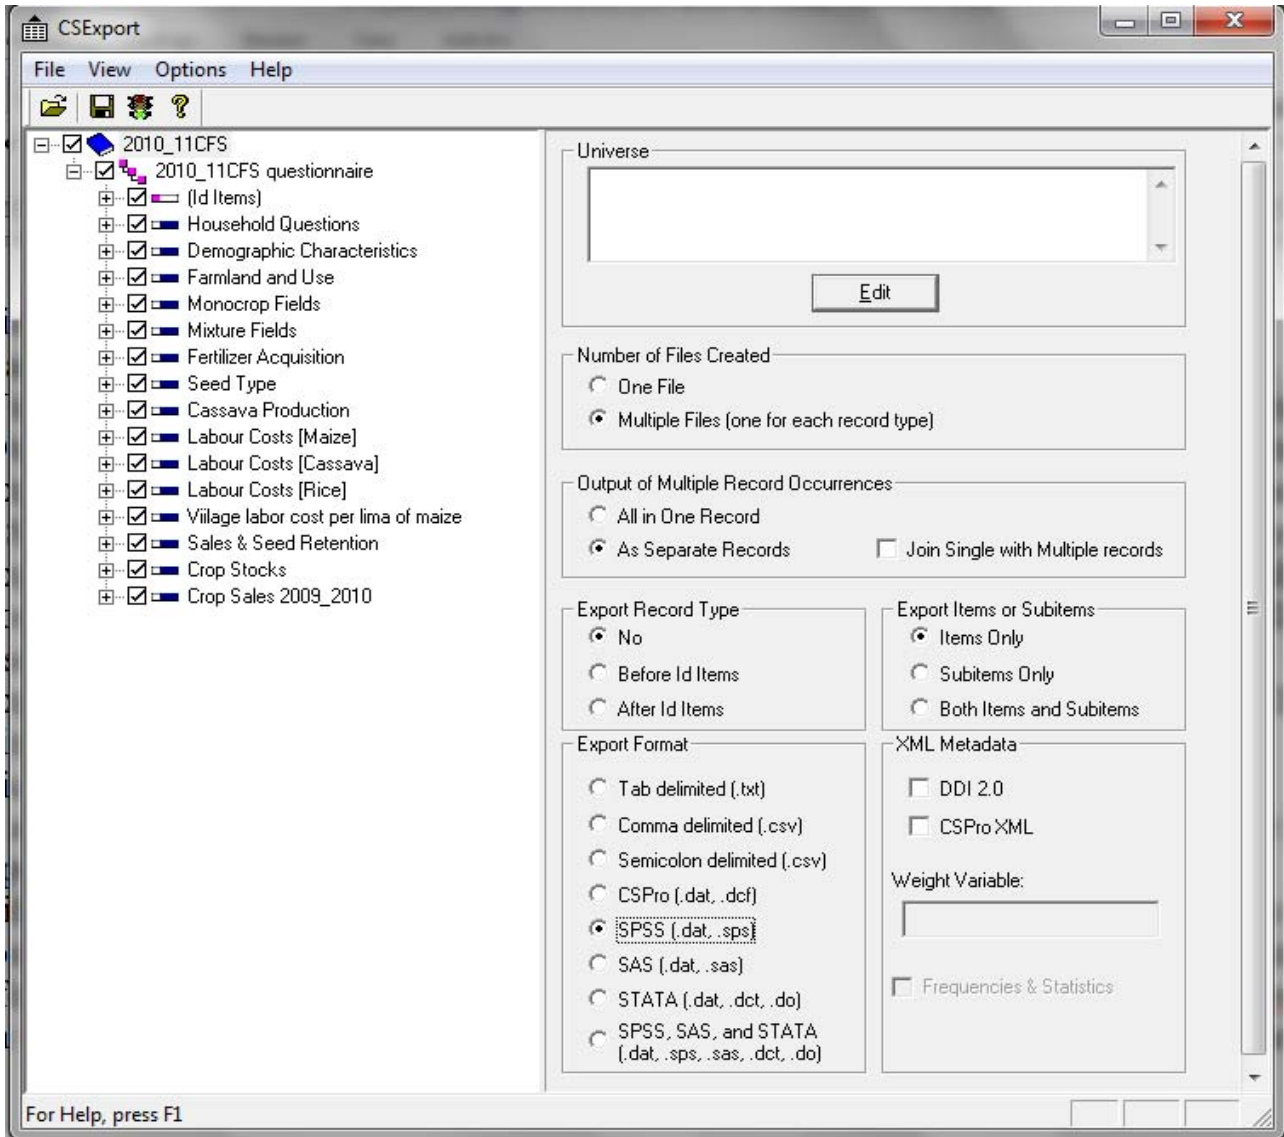 CSExport
File View Options Help
2010_11CFS
2010_11CFS questionnaire
(Id Items)
Household Questions
Demographic Characteristics
Farmland and Use
Monocrop Fields
Mixture Fields
Fertilizer Acquisition
Seed Type
Cassava Production
Labour Costs [Maize]
Labour Costs [Cassava]
Labour Costs [Rice]
Viilage labor cost per lima of maize
Sales & Seed Retention
Crop Stocks
Crop Sales 2009_2010
Universe
Edit
Number of Files Created
One File
Multiple Files (one for each record type)
Output of Multiple Record Occurrences
All in One Record
As Separate Records
Join Single with Multiple records
Export Record Type
No
Before Id Items
After Id Items
Export Items or Subitems
Items Only
Subitems Only
Both Items and Subitems
Export Format
Tab delimited (.txt)
Comma delimited (.csv)
Semicolon delimited (.csv)
CSPro (.dat, .dcf)
SPSS (.dat, .sps)
SAS (.dat, .sas)
STATA (.dat, .dct, .do)
SPSS, SAS, and STATA
(.dat, .sps, .sas, .dct, .do)
XML Metadata
DDI 2.0
CSPro XML
Weight Variable:
Frequencies & Statistics
For Help, press F1